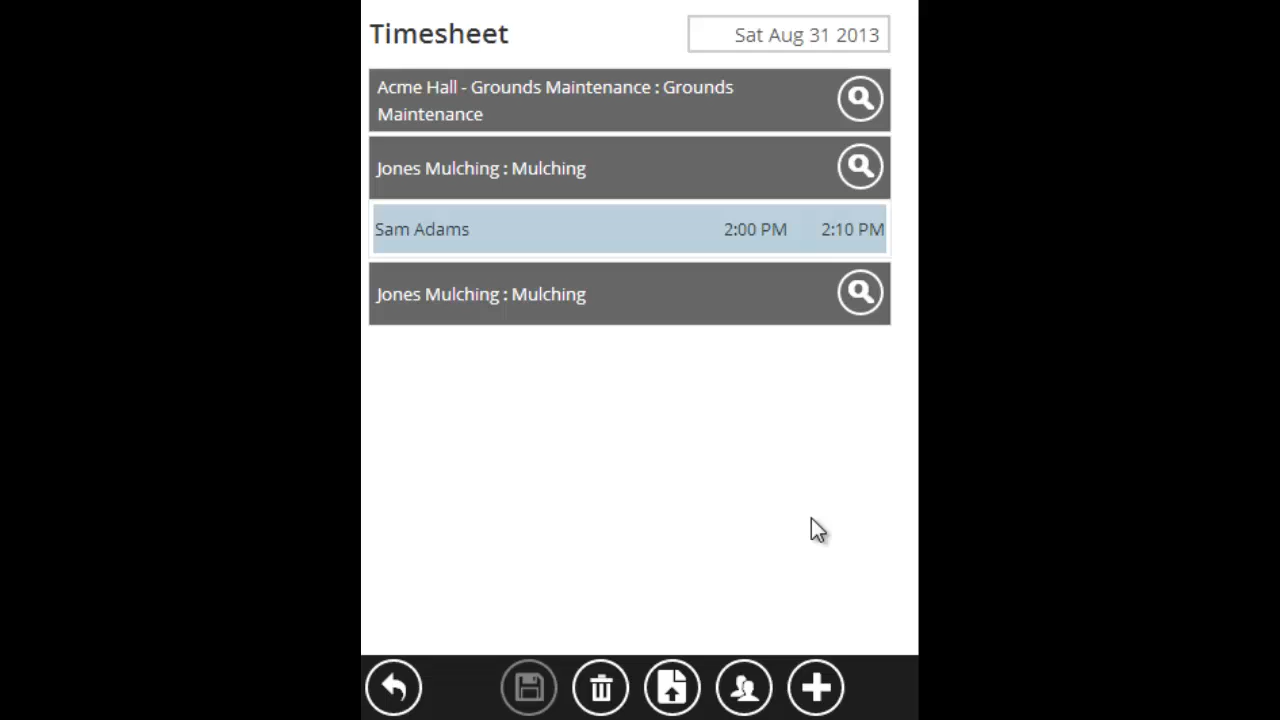 Timesheet
Sat Aug 31 2013
Acme Hall - Grounds Maintenance : Grounds
Maintenance
Jones Mulching : Mulching
Sam Adams 2:00 PM 2:10 PM
Jones Mulching : Mulching